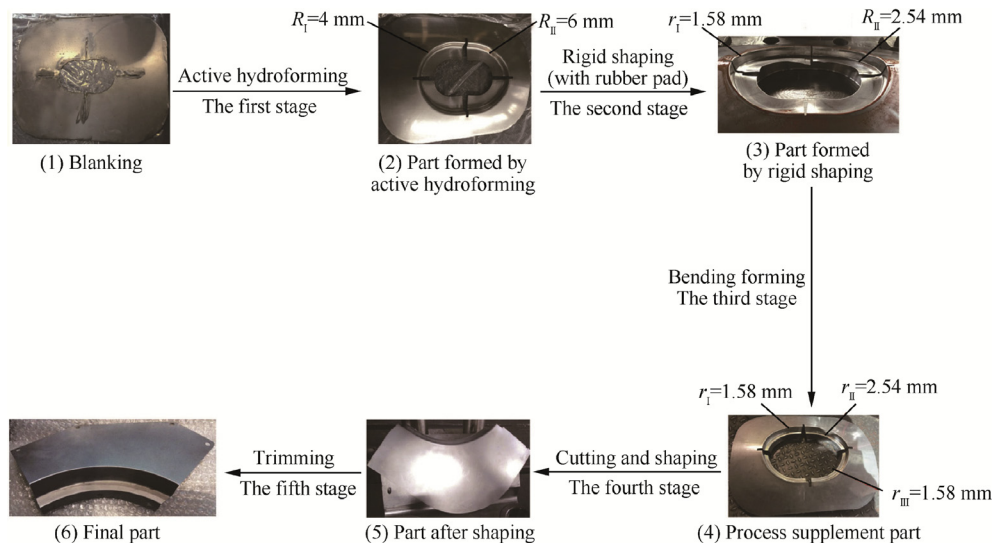 R_I=4 mm
R_II=6 mm
r_I=1.58 mm
R_II=2.54 mm
Active hydroforming
The first stage
Rigid shaping
(with rubber pad)
The second stage
(1) Blanking
(2) Part formed by
active hydroforming
(3) Part formed
by rigid shaping
Bending forming
The third stage
r_I=1.58 mm
r_II=2.54 mm
r_III=1.58 mm
Trimming
The fifth stage
Cutting and shaping
The fourth stage
(6) Final part
(5) Part after shaping
(4) Process supplement part